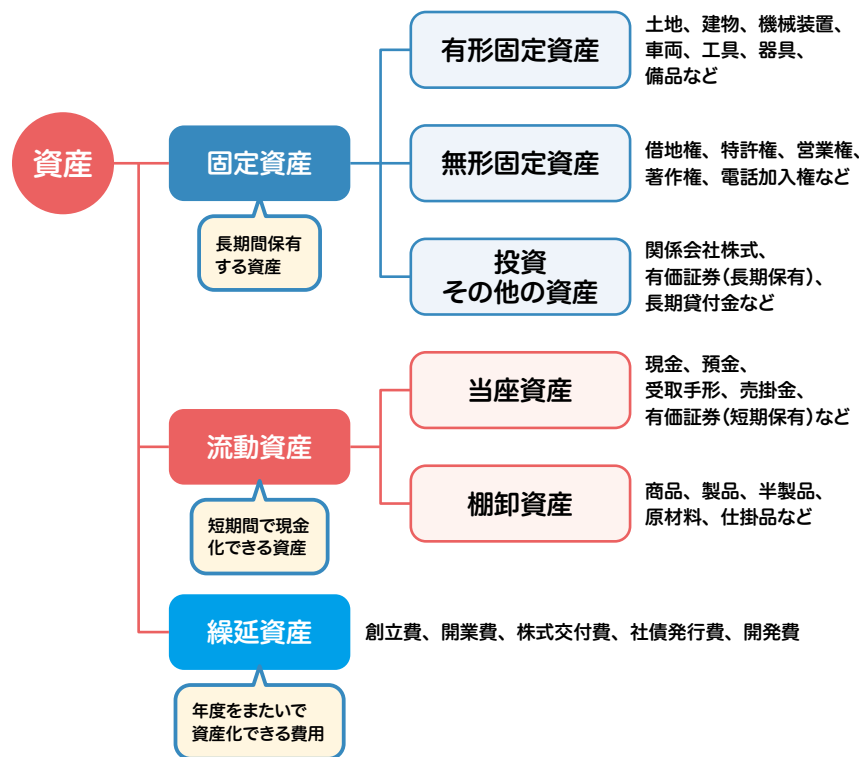 資産
固定資産
長期間保有
する資産
有形固定資産
土地、建物、機械装置、
車両、工具、器具、
備品など
無形固定資産
借地権、特許権、営業権、
著作権、電話加入権など
投資
その他の資産
関係会社株式、
有価証券(長期保有)、
長期貸付金など
流動資産
短期間で現金
化できる資産
当座資産
現金、預金、
受取手形、売掛金、
有価証券(短期保有)など
棚卸資産
商品、製品、半製品、
原材料、仕掛品など
繰延資産
年度をまたいで
資産化できる費用
創立費、開業費、株式交付費、社債発行費、開発費